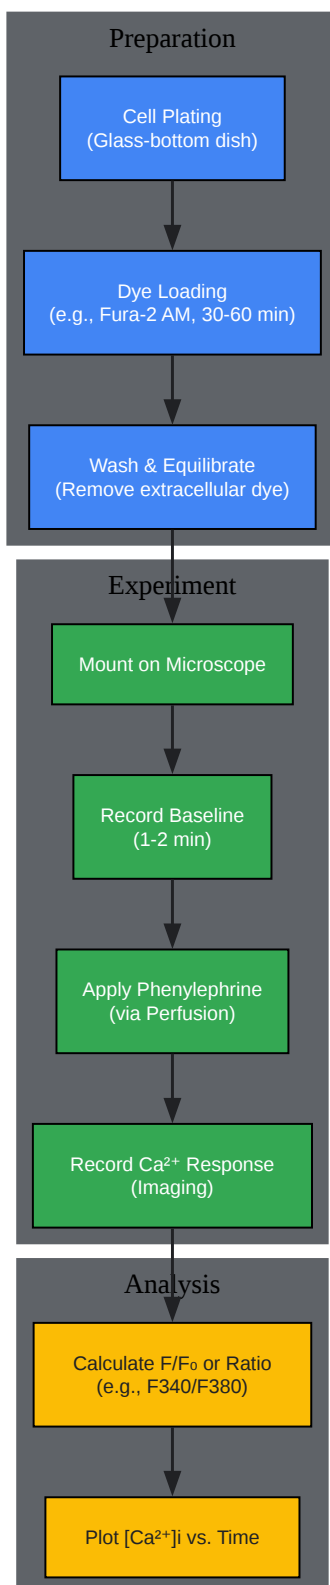 Preparation
Cell Plating
(Glass-bottom dish)
Dye Loading
(e.g., Fura-2 AM, 30-60 min)
Wash & Equilibrate
(Remove extracellular dye)
Experiment
Mount on Microscope
Record Baseline
(1-2 min)
Apply Phenylephrine
(via Perfusion)
Record Ca²⁺ Response
(Imaging)
Analysis
Calculate F/F₀ or Ratio
(e.g., F340/F380)
Plot [Ca²⁺]i vs. Time